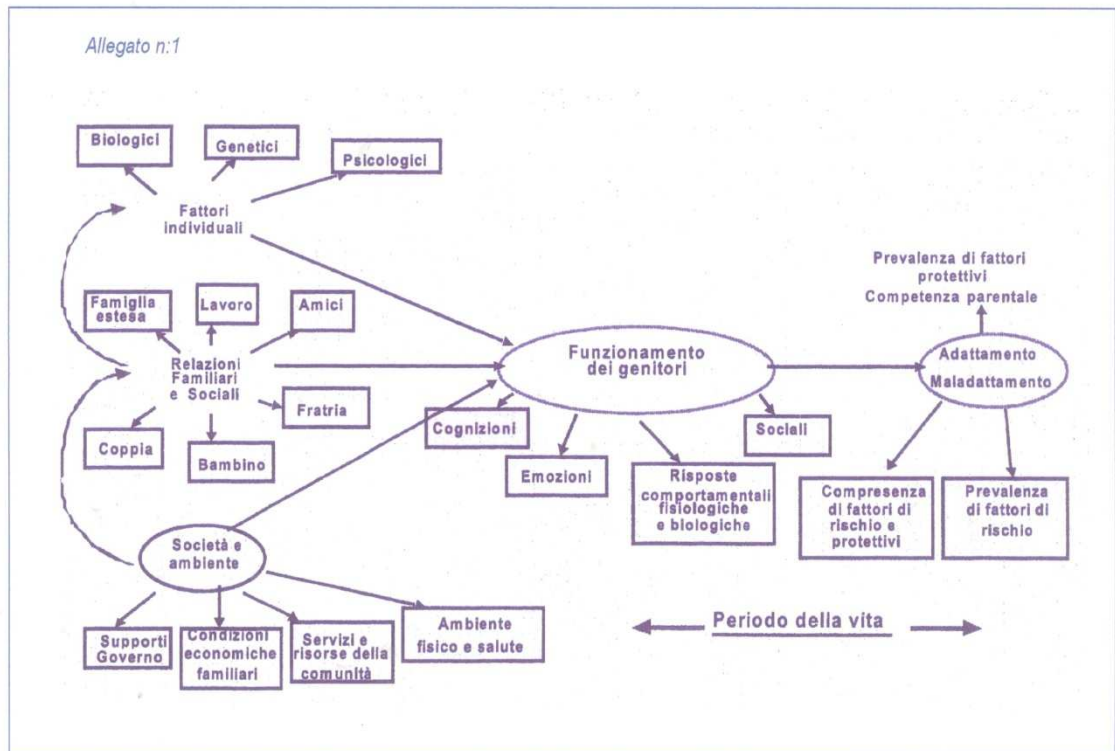 Allegato n:1
Biologici
Genetici
Psicologici
Fattori
individuali
Prevalenza di fattori
protettivi
Competenza parentale
Famiglia
estesa
Lavoro
Amici
Relazioni
Familiari
e Sociali
Fratria
Coppia
Bambino
Funzionamento
dei genitori
Adattamento
Maladattamento
Cognizioni
Emozioni
Risposte
comportamentali
fisiologiche
e biologiche
Sociali
Compresenza
di fattori di
rischio e
protettivi
Prevalenza
di fattori di
rischio
Società e
ambiente
Supporti
Governo
Condizioni
economiche
familiari
Servizi e
risorse della
comunità
Ambiente
fisico e salute
Periodo della vita